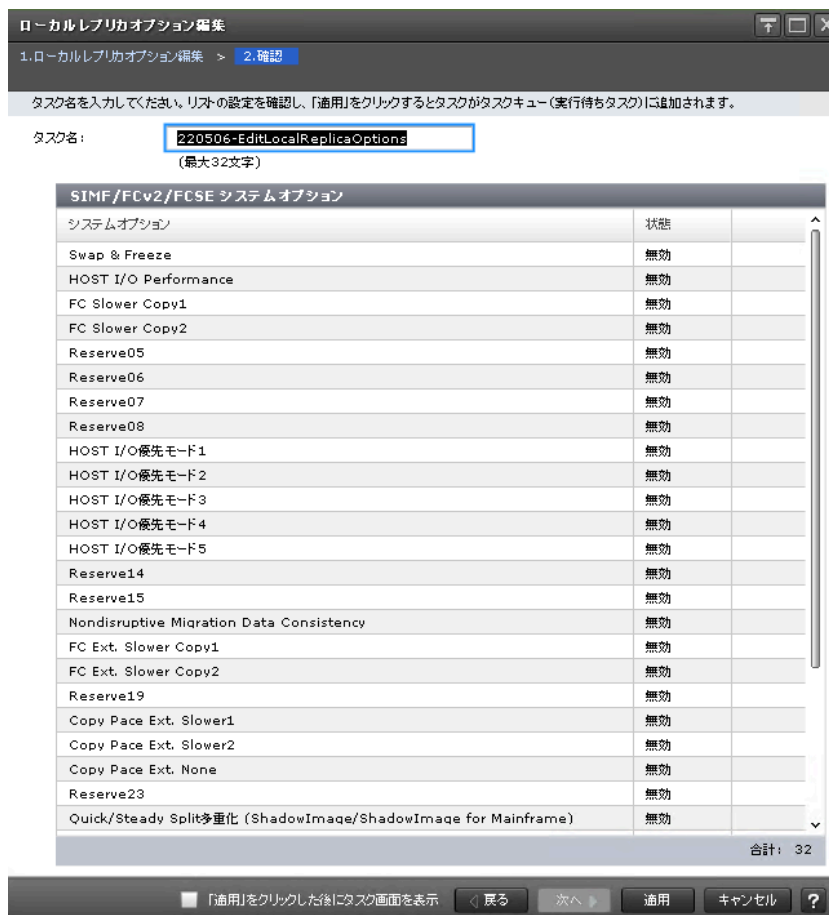 ローカルレプリカオプション編集
1.ローカルレプリカオプション編集 > 2.確認
タスク名を入力してください。リストの設定を確認し、「適用」をクリックするとタスクがタスクキュー(実行待ちタスク)に追加されます。
タスク名: 220506-EditLocalReplicaOptions
(最大32文字)
SIMF/FCv2/FCSE システムオプション
システムオプション 状態
Swap & Freeze 無効
HOST I/O Performance 無効
FC Slower Copy1 無効
FC Slower Copy2 無効
Reserve05 無効
Reserve06 無効
Reserve07 無効
Reserve08 無効
HOST I/O優先モード1 無効
HOST I/O優先モード2 無効
HOST I/O優先モード3 無効
HOST I/O優先モード4 無効
HOST I/O優先モード5 無効
Reserve14 無効
Reserve15 無効
Nondisruptive Migration Data Consistency 無効
FC Ext. Slower Copy1 無効
FC Ext. Slower Copy2 無効
Reserve19 無効
Copy Pace Ext. Slower1 無効
Copy Pace Ext. Slower2 無効
Copy Pace Ext. None 無効
Reserve23 無効
Quick/Steady Split多重化 (ShadowImage/ShadowImage for Mainframe) 無効
合計: 32
「適用」をクリックした後にタスク画面を表示 戻る 次へ 適用 キャンセル ?